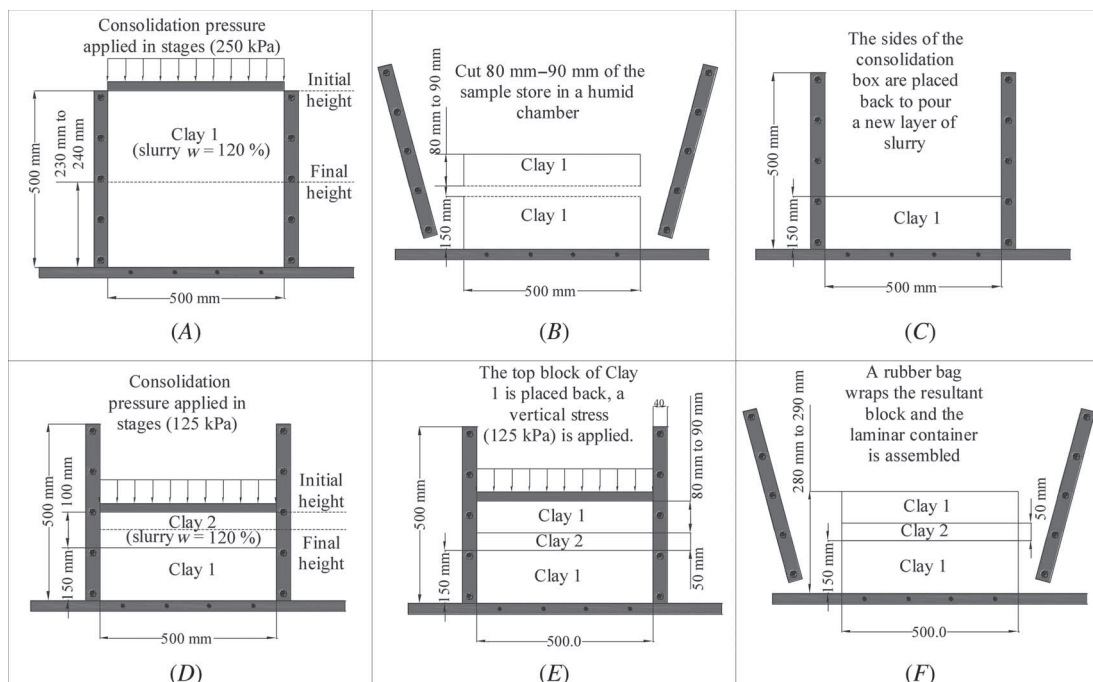 Consolidation pressure
applied in stages (250 kPa)
Initial
height
Clay 1
(slurry w = 120 %)
Final
height
500 mm
230 mm to
240 mm
500 mm
(A)
Cut 80 mm–90 mm of the
sample store in a humid
chamber
80 mm to 90 mm
Clay 1
Clay 1
150 mm
500 mm
(B)
The sides of the
consolidation
box are placed
back to pour
a new layer of
slurry
500 mm
150 mm
Clay 1
500 mm
(C)
Consolidation
pressure applied in
stages (125 kPa)
500 mm
100 mm
150 mm
Initial
height
Clay 2
(slurry w = 120 %)
Final
height
Clay 1
500 mm
(D)
The top block of Clay
1 is placed back, a
vertical stress
(125 kPa) is applied.
40
80 mm to 90 mm
500 mm
Clay 1
Clay 2
Clay 1
150 mm
50 mm
500.0
(E)
A rubber bag
wraps the resultant
block and the
laminar container
is assembled
280 mm to 290 mm
50 mm
Clay 1
Clay 2
Clay 1
150 mm
500.0
(F)